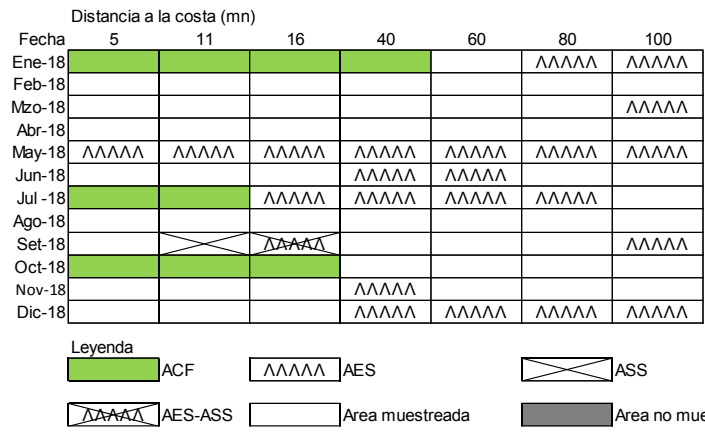 Distancia a la costa (mn)
Fecha 5 11 16 40 60 80 100
Ene-18 ΛΛΛΛΛ ΛΛΛΛΛ
Feb-18
Mzo-18 ΛΛΛΛΛ
Abr-18
May-18 ΛΛΛΛΛ ΛΛΛΛΛ ΛΛΛΛΛ ΛΛΛΛΛ ΛΛΛΛΛ ΛΛΛΛΛ ΛΛΛΛΛ
Jun-18 ΛΛΛΛΛ ΛΛΛΛΛ
Jul -18 ΛΛΛΛΛ ΛΛΛΛΛ ΛΛΛΛΛ ΛΛΛΛΛ
Ago-18
Set-18 ΛΛΛΛΛ ΛΛΛΛΛ
Oct-18
Nov-18 ΛΛΛΛΛ
Dic-18 ΛΛΛΛΛ ΛΛΛΛΛ ΛΛΛΛΛ ΛΛΛΛΛ
Leyenda
ACF ΛΛΛΛΛ AES ASS
ΛΛΛΛΛ AES-ASS Area muestreada Area no mue